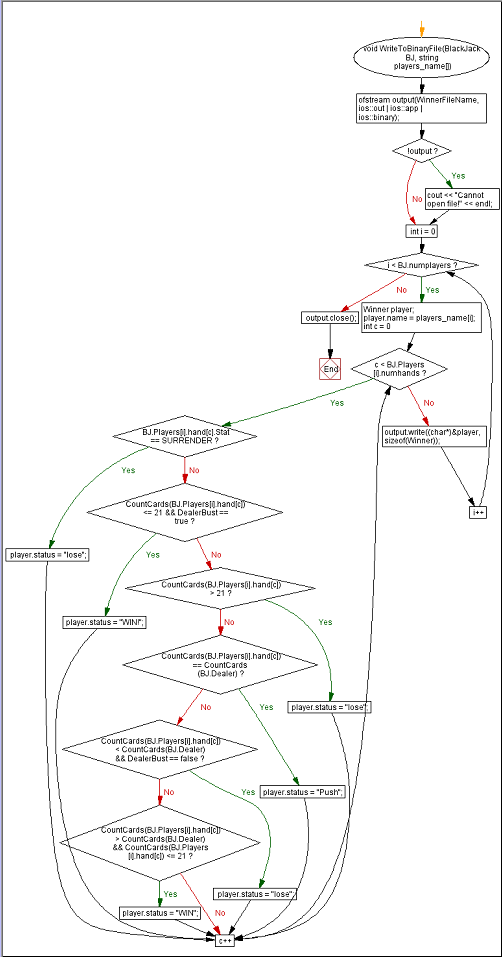 void WriteToBinaryFile(BlackJack
BJ, string
players_name[])
ofstream output(WinnerFileName,
ios::out | ios::app |
ios::binary);
!output ?
Yes
cout << "Cannot
open file!" << endl;
No
int i = 0
i < BJ.numplayers ?
No
Yes
output.close();
Winner player;
player.name = players_name[i];
int c = 0
End
c < BJ.Players
[i].numhands ?
Yes
No
BJ.Players[i].hand[c].Stat
== SURRENDER ?
output.write((char*)&player,
sizeof(Winner));
Yes
No
i++
CountCards(BJ.Players[i].hand[c])
<= 21 && DealerBust ==
true ?
player.status = "lose";
Yes
No
CountCards(BJ.Players[i].hand[c])
> 21 ?
player.status = "WIN!";
No
Yes
CountCards(BJ.Players[i].hand[c])
== CountCards
(BJ.Dealer) ?
player.status = "lose";
No
Yes
CountCards(BJ.Players[i].hand[c])
< CountCards(BJ.Dealer)
&& DealerBust == false ?
No
Yes
player.status = "Push";
CountCards(BJ.Players[i].hand[c])
> CountCards(BJ.Dealer)
&& CountCards(BJ.Players
[i].hand[c]) <= 21 ?
Yes
player.status = "lose";
player.status = "WIN";
No
c++